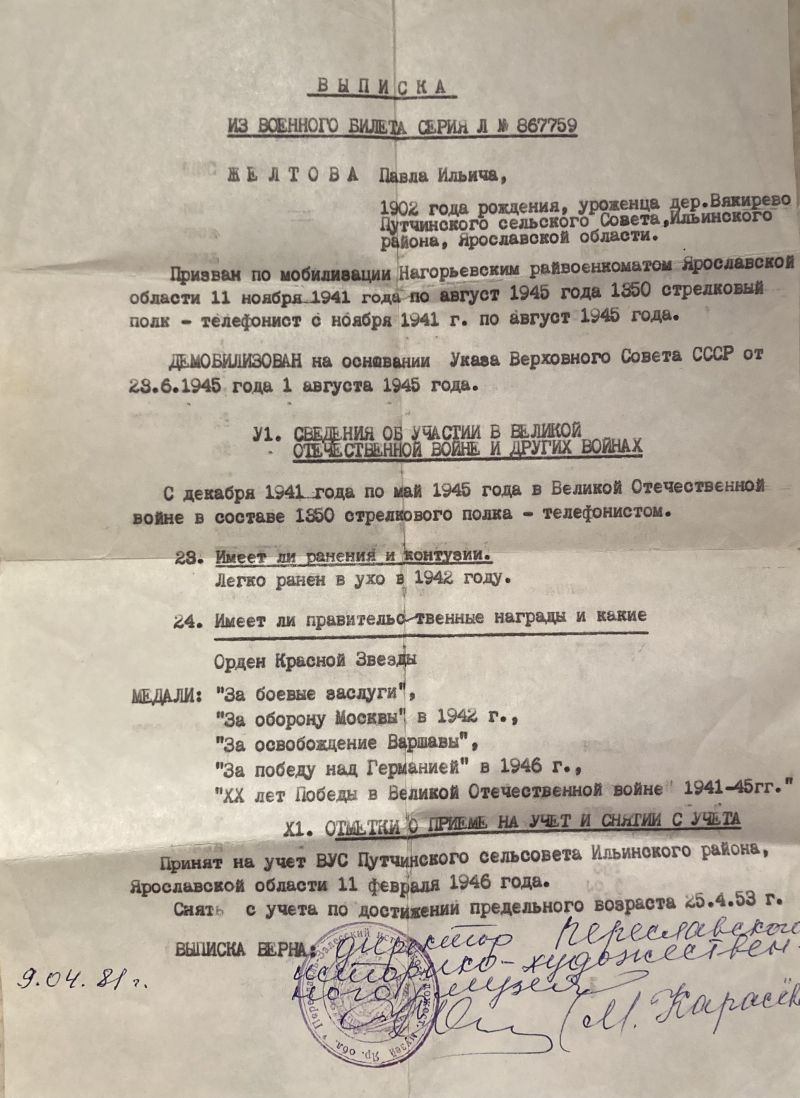 ВЫПИСКА
ИЗ ВОЕННОГО БИЛЕТА СЕРИЯ Л № 867759
ЖЕЛТОВА Павла Ильича,
1902 года рождения, уроженца дер.Вякирево
Путчинского сельского Совета,Ильинского
района, Ярославской области.
Призван по мобилизации Нагорьевским райвоенкоматом Ярославской
области 11 ноября 1941 года по август 1945 года 1350 стрелковый
полк - телефонист с ноября 1941 г. по август 1945 года.
ДЕМОБИЛИЗОВАН на основании Указа Верховного Совета СССР от
23.6.1945 года 1 августа 1945 года.
У1. СВЕДЕНИЯ ОБ УЧАСТИИ В ВЕЛИКОЙ
ОТЕЧЕСТВЕННОЙ ВОЙНЕ И ДРУГИХ ВОЙНАХ
С декабря 1941 года по май 1945 года в Великой Отечественной
войне в составе 1350 стрелкового полка - телефонистом.
23. Имеет ли ранения и контузии.
Легко ранен в ухо в 1942 году.
24. Имеет ли правительственные награды и какие
Орден Красной Звезды
МЕДАЛИ: "За боевые заслуги",
"За оборону Москвы" в 1942 г.,
"За освобождение Варшавы",
"За победу над Германией" в 1946 г.,
"ХХ лет Победы в Великой Отечественной войне 1941-45гг."
Х1. ОТМЕТКИ О ПРИЕМЕ НА УЧЕТ И СНЯТИИ С УЧЕТА
Принят на учет ВУС Путчинского сельсовета Ильинского района,
Ярославской области 11 февраля 1946 года.
Снять с учета по достижений предельного возраста 25.4.53 г.
ВЫПИСКА ВЕРНА: директор Переславского
историко-художествен-
ного музея
9.04.81г.
(М. Карасёв